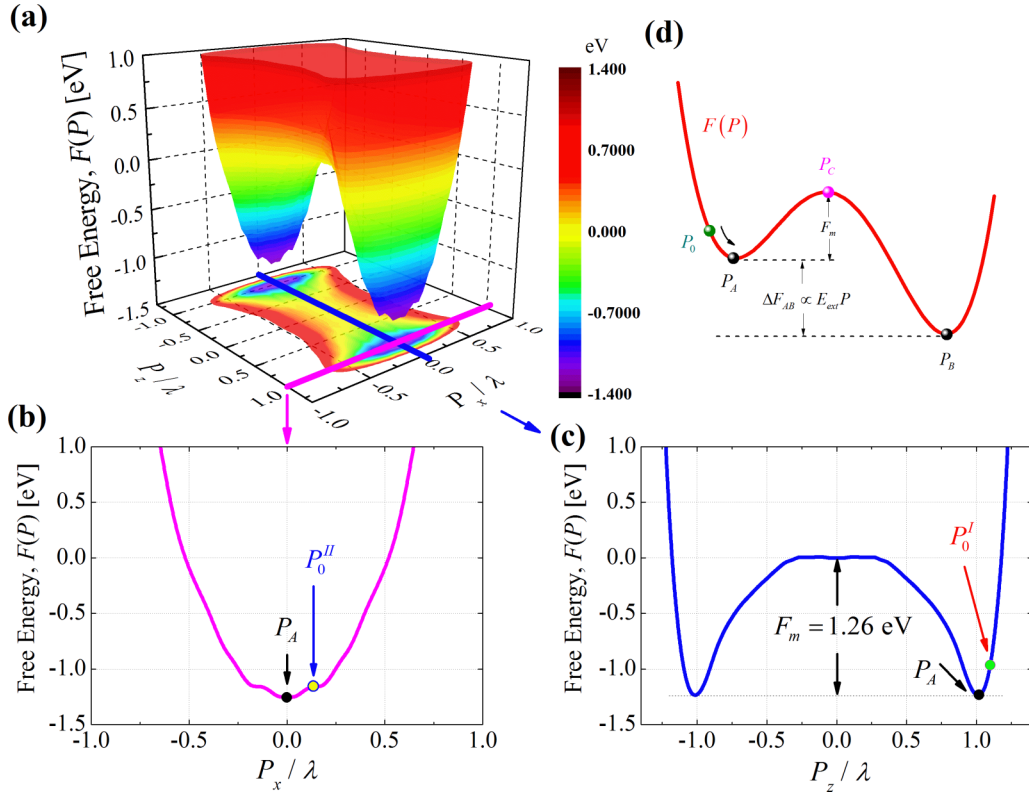 (a)
Free Energy, F(P) [eV]
1.0
0.5
0.0
-0.5
-1.0
-1.5
-1.0
-0.5
0.0
0.5
1.0
P_z / λ
-1.0
-0.5
0.0
0.5
1.0
P_x / λ
eV
1.400
0.7000
0.000
-0.7000
-1.400
(d)
F(P)
P_0
P_A
P_C
F_m
ΔF_AB ∝ E_ext P
P_B
(b)
Free Energy, F(P) [eV]
1.0
0.5
0.0
-0.5
-1.0
-1.5
P_0^II
P_A
-1.0
-0.5
0.0
0.5
1.0
P_x / λ
(c)
Free Energy, F(P) [eV]
1.0
0.5
0.0
-0.5
-1.0
-1.5
P_0^I
F_m = 1.26 eV
P_A
-1.0
-0.5
0.0
0.5
1.0
P_z / λ